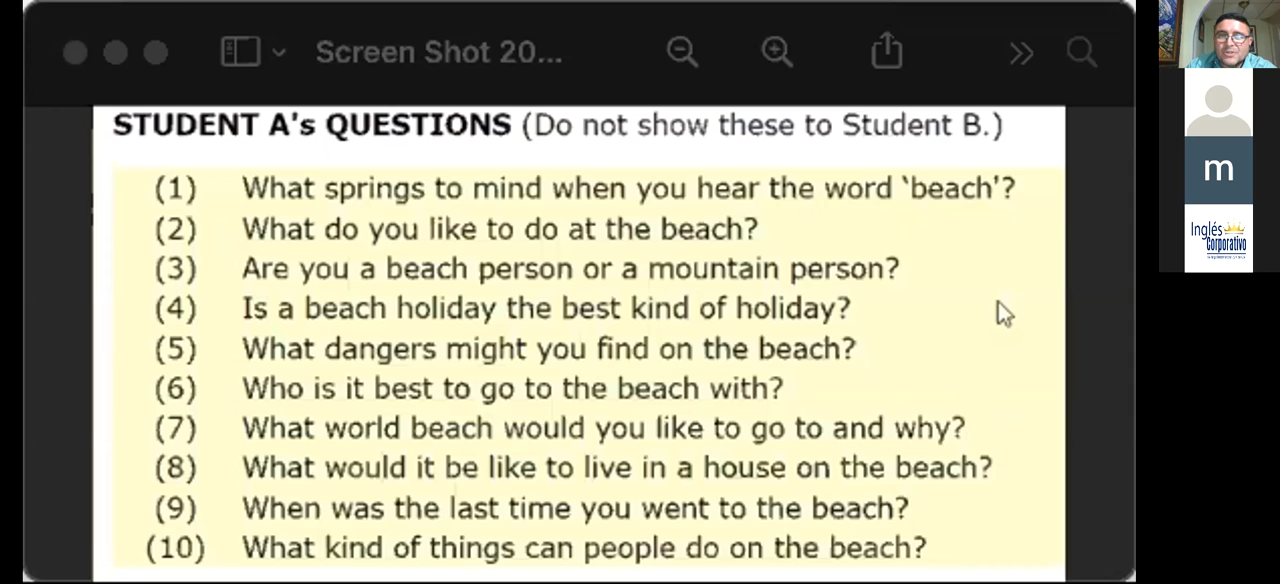 Screen Shot 20...
STUDENT A's QUESTIONS (Do not show these to Student B.)
(1) What springs to mind when you hear the word ‘beach’?
(2) What do you like to do at the beach?
(3) Are you a beach person or a mountain person?
(4) Is a beach holiday the best kind of holiday?
(5) What dangers might you find on the beach?
(6) Who is it best to go to the beach with?
(7) What world beach would you like to go to and why?
(8) What would it be like to live in a house on the beach?
(9) When was the last time you went to the beach?
(10) What kind of things can people do on the beach?
m
Inglés
Corporativo